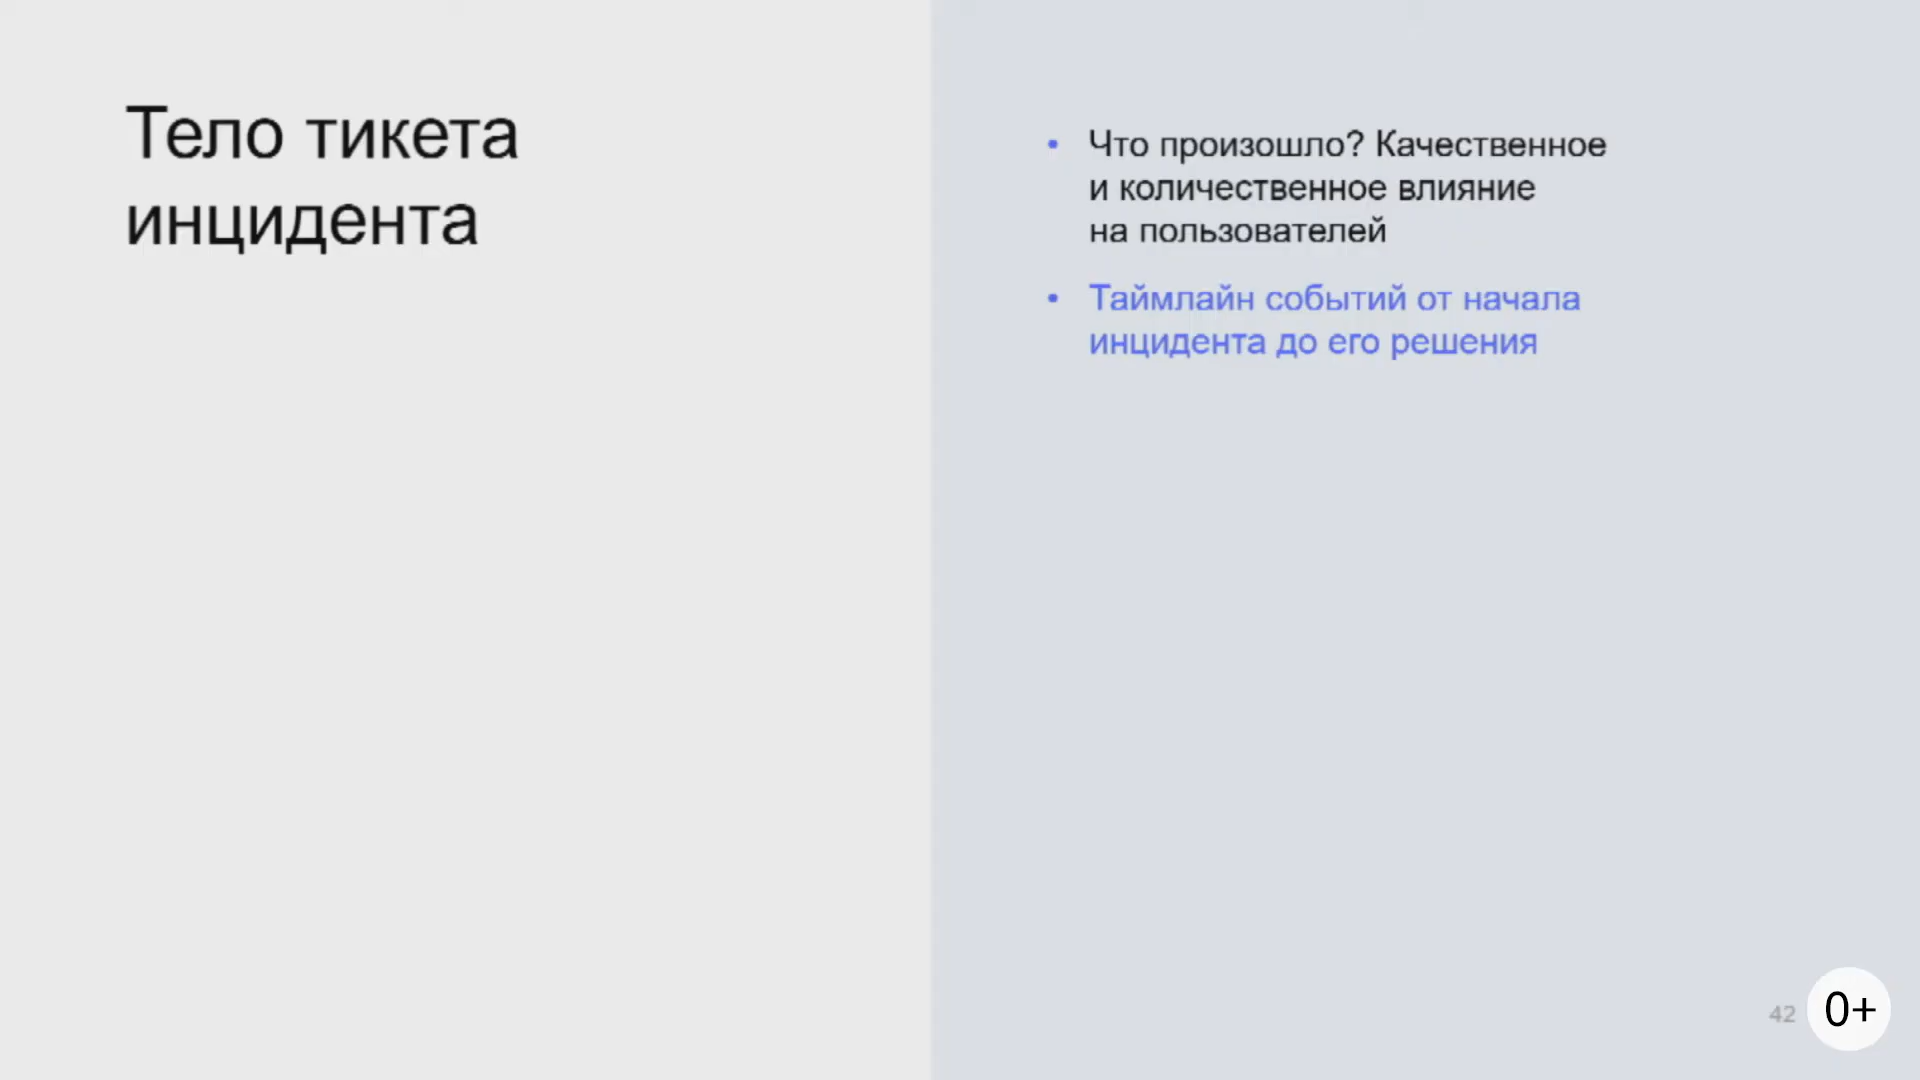 Тело тикета
инцидента
• Что произошло? Качественное
и количественное влияние
на пользователей
• Таймлайн событий от начала
инцидента до его решения
42
0+